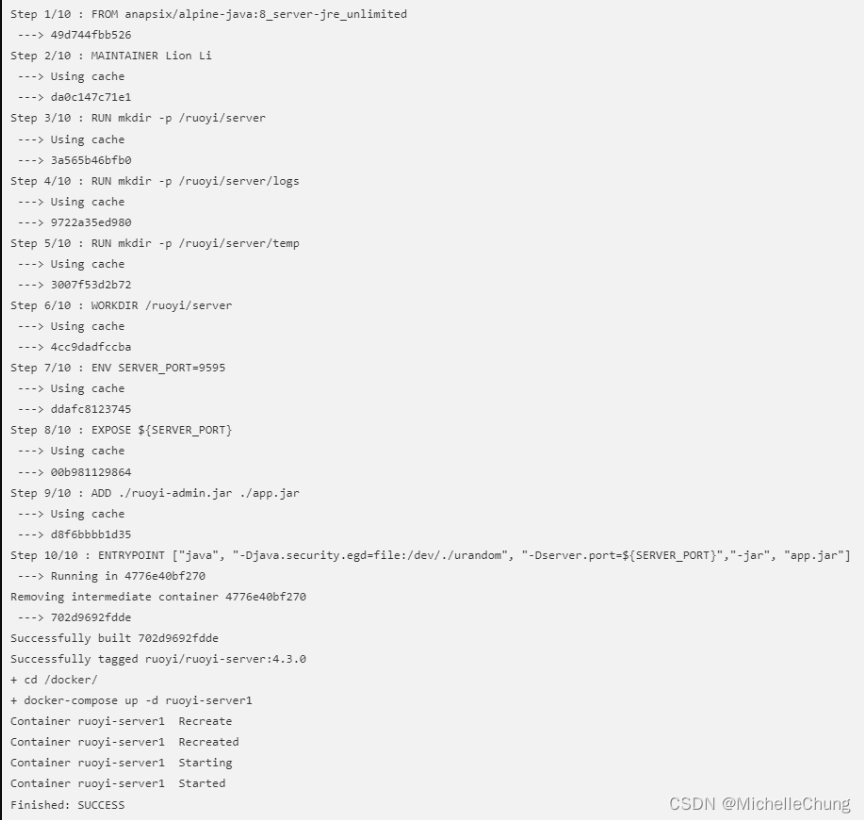 Step 1/10 : FROM anapsix/alpine-java:8_server-jre_unlimited
---> 49d744fbb526
Step 2/10 : MAINTAINER Lion Li
---> Using cache
---> da0c147c71e1
Step 3/10 : RUN mkdir -p /ruoyi/server
---> Using cache
---> 3a565b46bfb0
Step 4/10 : RUN mkdir -p /ruoyi/server/logs
---> Using cache
---> 9722a35ed980
Step 5/10 : RUN mkdir -p /ruoyi/server/temp
---> Using cache
---> 3007f53d2b72
Step 6/10 : WORKDIR /ruoyi/server
---> Using cache
---> 4cc9dadfccba
Step 7/10 : ENV SERVER_PORT=9595
---> Using cache
---> ddafc8123745
Step 8/10 : EXPOSE ${SERVER_PORT}
---> Using cache
---> 00b981129864
Step 9/10 : ADD ./ruoyi-admin.jar ./app.jar
---> Using cache
---> d8f6bbbb1d35
Step 10/10 : ENTRYPOINT ["java", "-Djava.security.egd=file:/dev/./urandom", "-Dserver.port=${SERVER_PORT}","-jar", "app.jar"]
---> Running in 4776e40bf270
Removing intermediate container 4776e40bf270
---> 702d9692fdde
Successfully built 702d9692fdde
Successfully tagged ruoyi/ruoyi-server:4.3.0
+ cd /docker/
+ docker-compose up -d ruoyi-server1
Container ruoyi-server1  Recreate
Container ruoyi-server1  Recreated
Container ruoyi-server1  Starting
Container ruoyi-server1  Started
Finished: SUCCESS
CSDN @MichelleChung